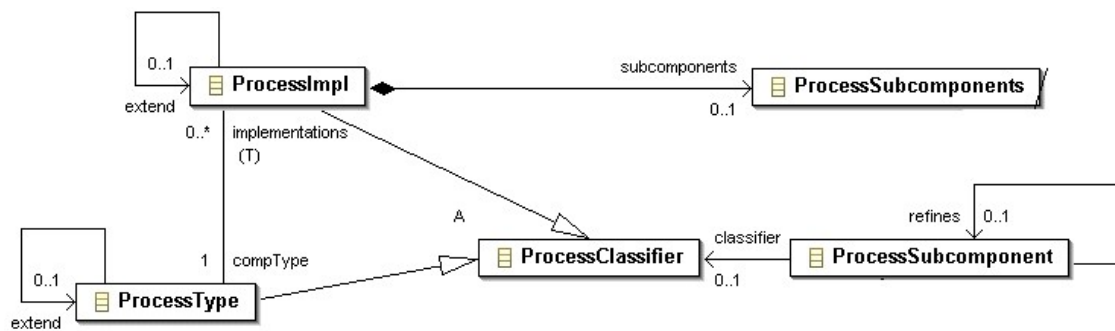 0..1
ProcessImpl
extend
subcomponents
ProcessSubcomponents
0..1
0..*
implementations
(T)
A
refines
0..1
classifier
0..1
ProcessClassifier
ProcessSubcomponent
0..1
1
compType
ProcessType
extend